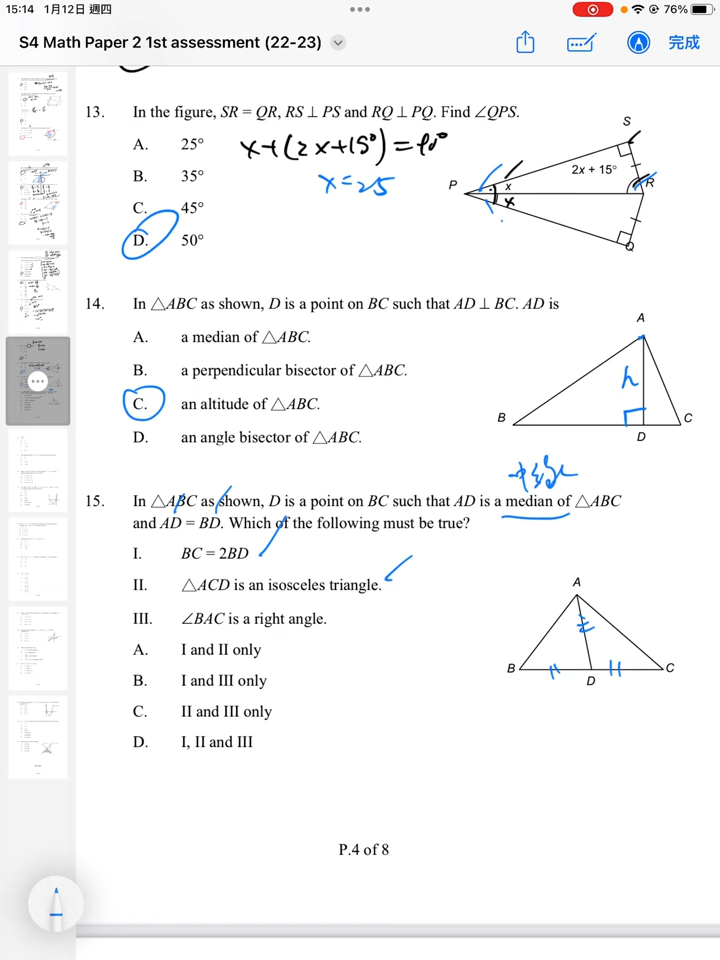 15:14 1月12日 週四
76%
S4 Math Paper 2 1st assessment (22-23)
完成
13. In the figure, SR = QR, RS ⊥ PS and RQ ⊥ PQ. Find ∠QPS.
A. 25°
B. 35°
C. 45°
D. 50°
x+(2x+15°)=90°
x=25
S
2x + 15°
P
x
R
x
Q
14. In △ABC as shown, D is a point on BC such that AD ⊥ BC. AD is
A. a median of △ABC.
B. a perpendicular bisector of △ABC.
C. an altitude of △ABC.
D. an angle bisector of △ABC.
A
h
B
C
D
中線
15. In △ABC as shown, D is a point on BC such that AD is a median of △ABC
and AD = BD. Which of the following must be true?
I. BC = 2BD
II. △ACD is an isosceles triangle.
III. ∠BAC is a right angle.
A. I and II only
B. I and III only
C. II and III only
D. I, II and III
A
B
C
D
P.4 of 8